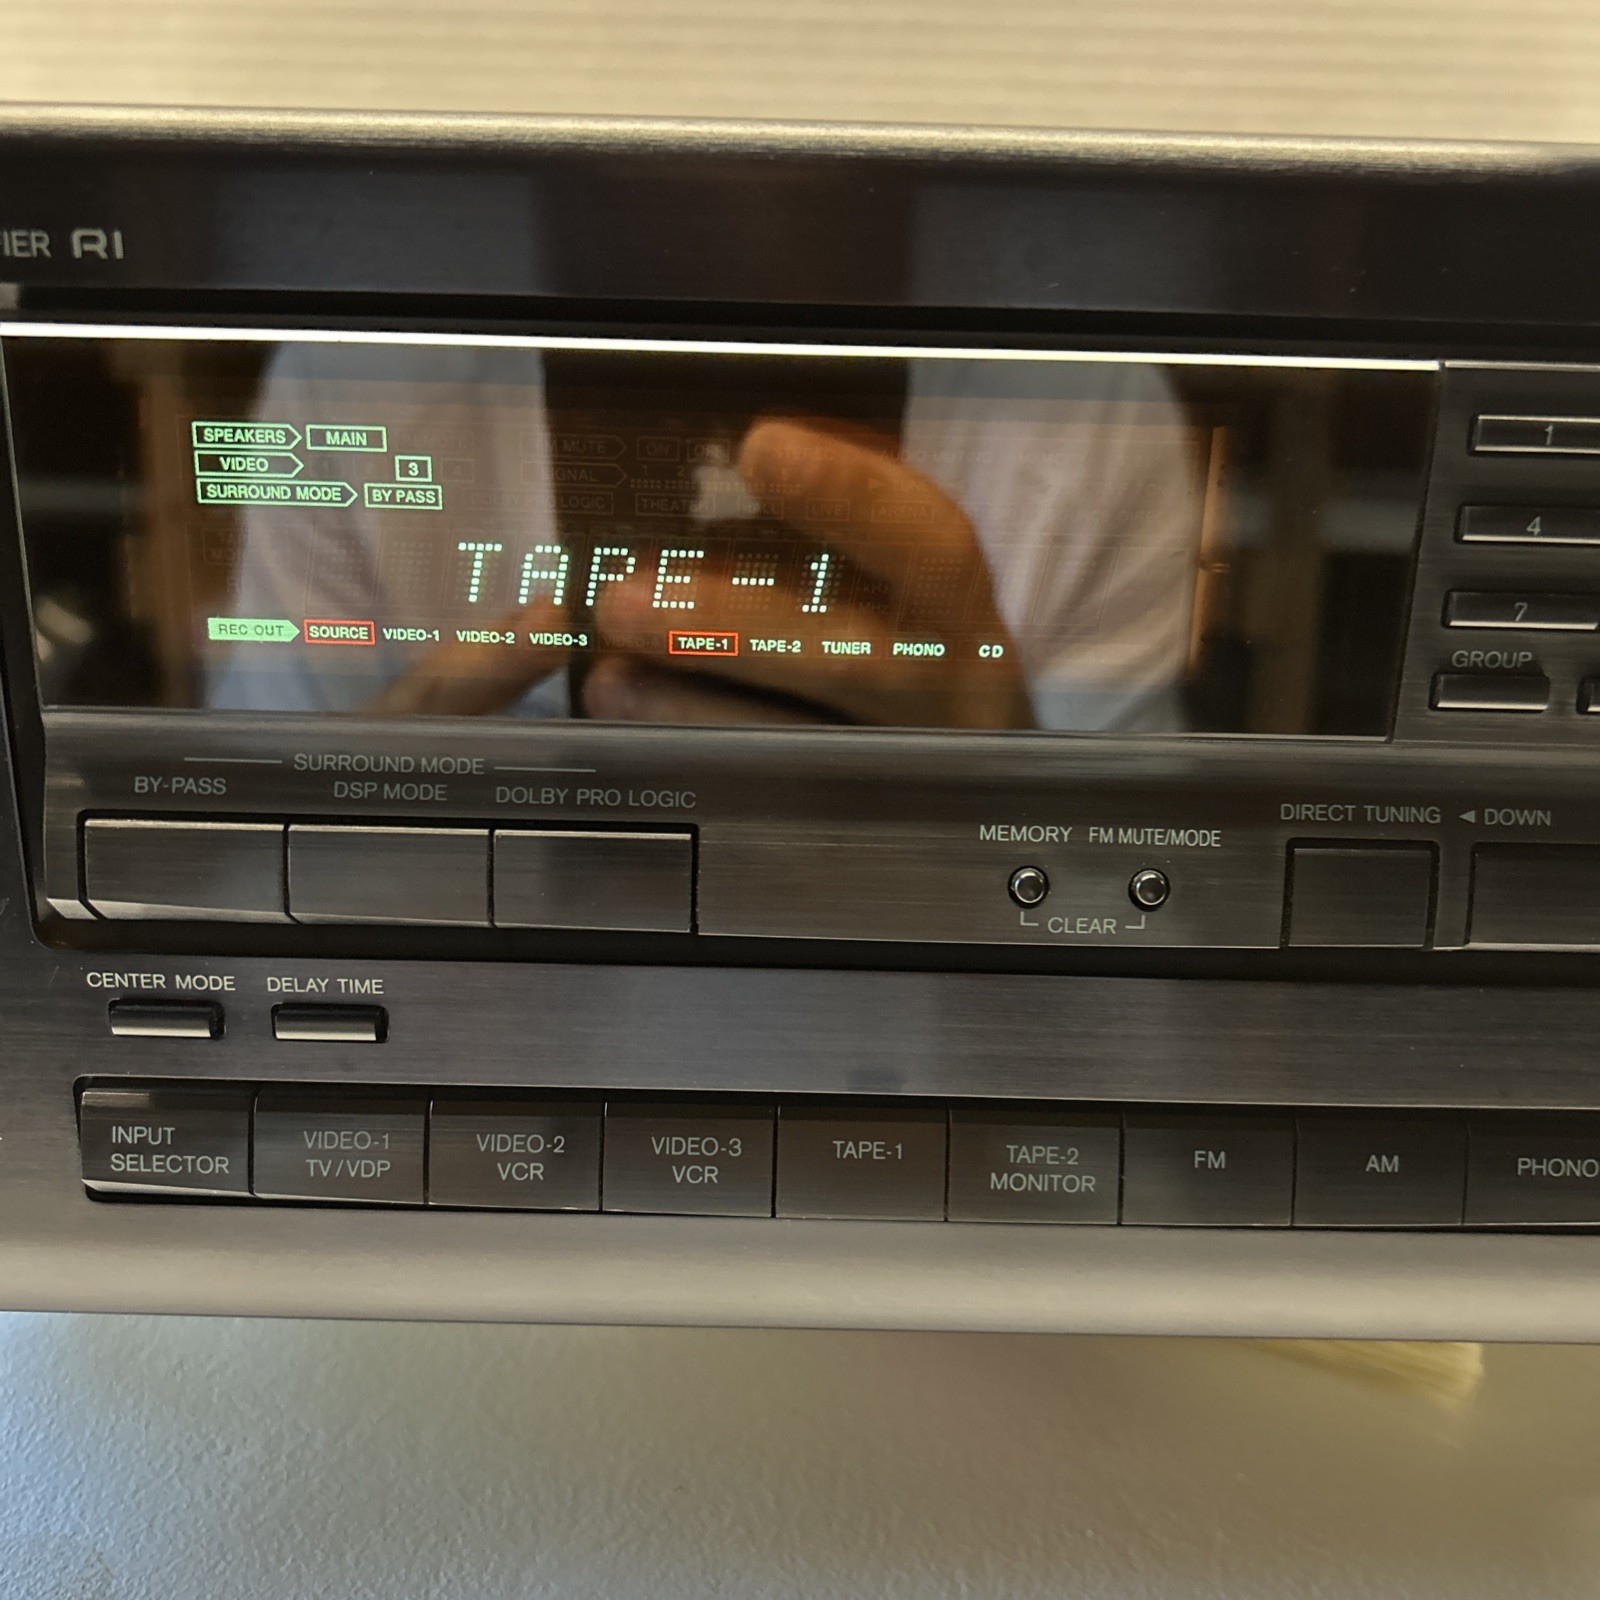 FIER RI
SPEAKERS MAIN
VIDEO 3
SURROUND MODE BY PASS
TAPE-1
REC OUT SOURCE VIDEO-1 VIDEO-2 VIDEO-3 TAPE-1 TAPE-2 TUNER PHONO CD
1
4
7
GROUP
SURROUND MODE
BY-PASS DSP MODE DOLBY PRO LOGIC
MEMORY FM MUTE/MODE
CLEAR
DIRECT TUNING ◄ DOWN
CENTER MODE DELAY TIME
INPUT
SELECTOR
VIDEO-1
TV/VDP
VIDEO-2
VCR
VIDEO-3
VCR
TAPE-1
TAPE-2
MONITOR
FM
AM
PHONO